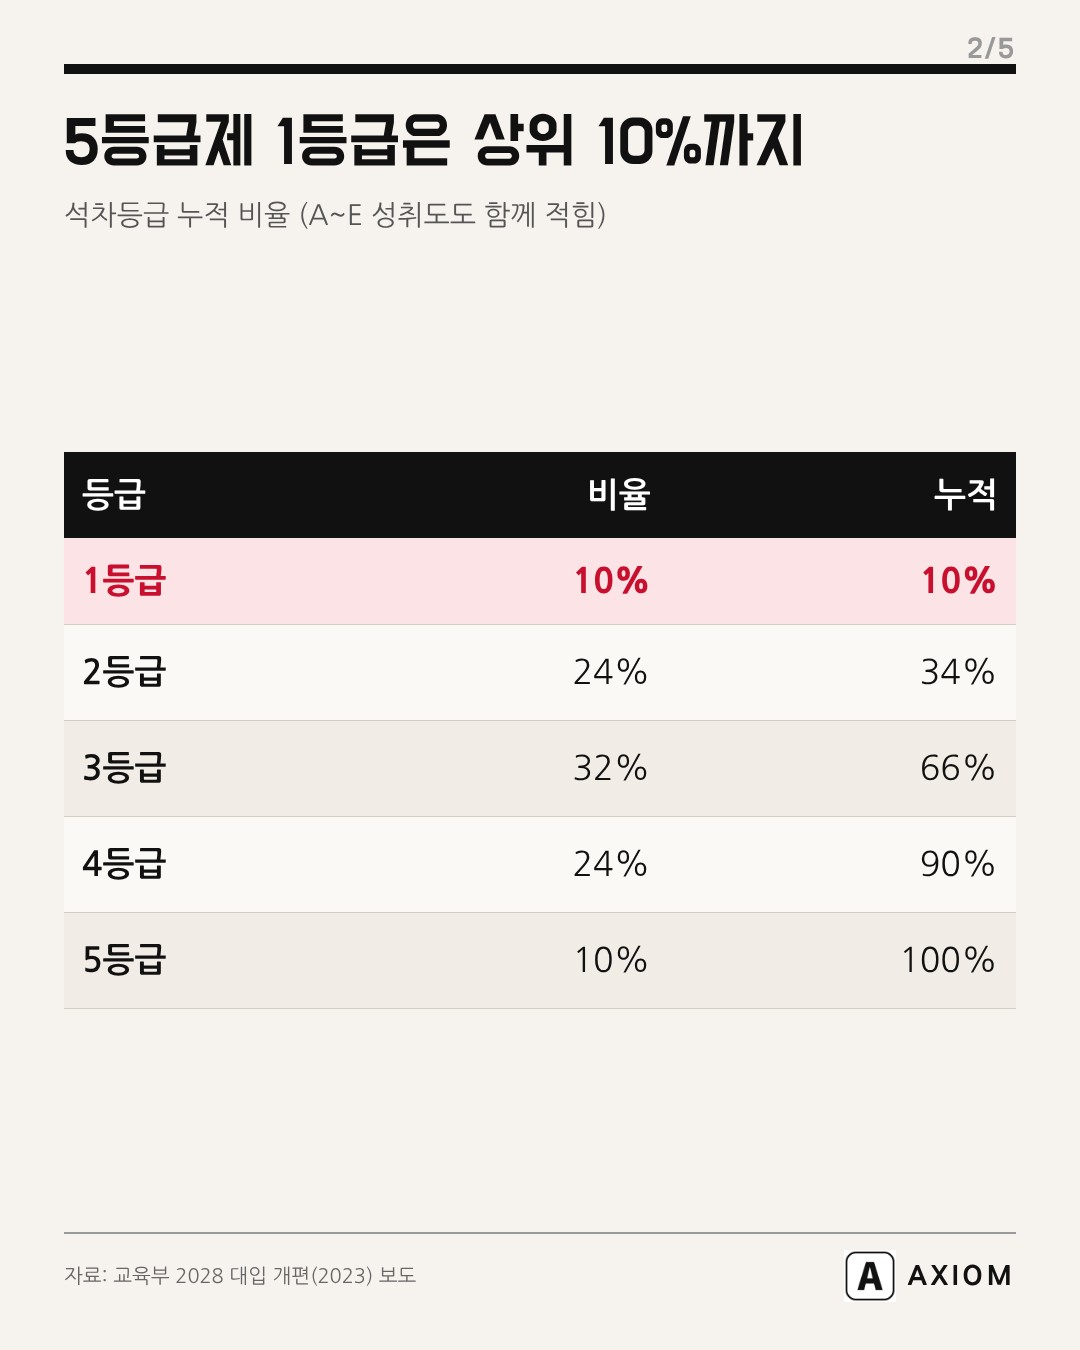 2/5
5등급제 1등급은 상위 10%까지
석차등급 누적 비율 (A~E 성취도도 함께 적힘)
등급 비율 누적
1등급 10% 10%
2등급 24% 34%
3등급 32% 66%
4등급 24% 90%
5등급 10% 100%
자료: 교육부 2028 대입 개편(2023) 보도
A AXIOM